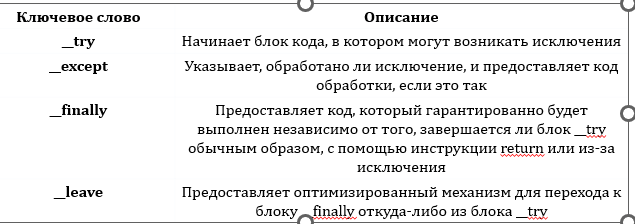 Ключевое слово Описание
__try Начинает блок кода, в котором могут возникать исключения
__except Указывает, обработано ли исключение, и предоставляет код
обработки, если это так
__finally Предоставляет код, который гарантированно будет
выполнен независимо от того, завершается ли блок __try
обычным образом, с помощью инструкции return или из-за
исключения
__leave Предоставляет оптимизированный механизм для перехода к
блоку __finally откуда-либо из блока __try